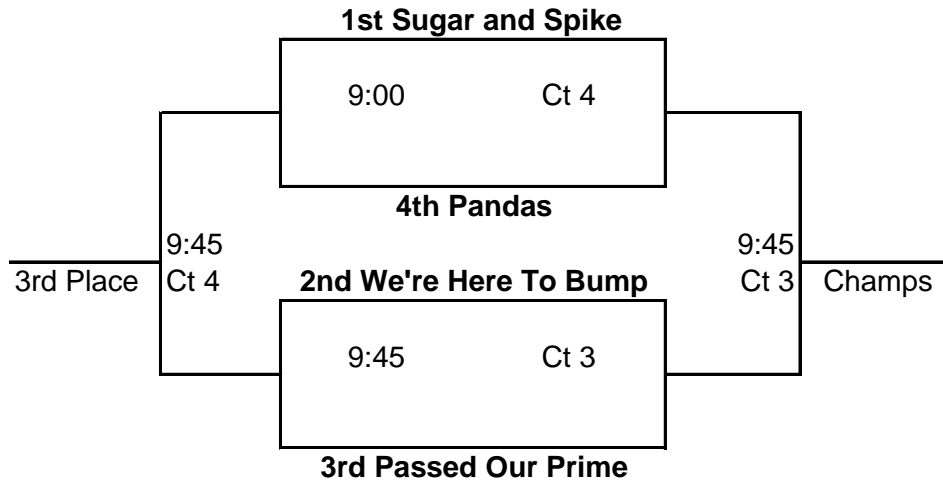 1st Sugar and Spike
9:00 Ct 4
4th Pandas
9:45 9:45
3rd Place Ct 4 2nd We're Here To Bump Ct 3 Champs
9:45 Ct 3
3rd Passed Our Prime